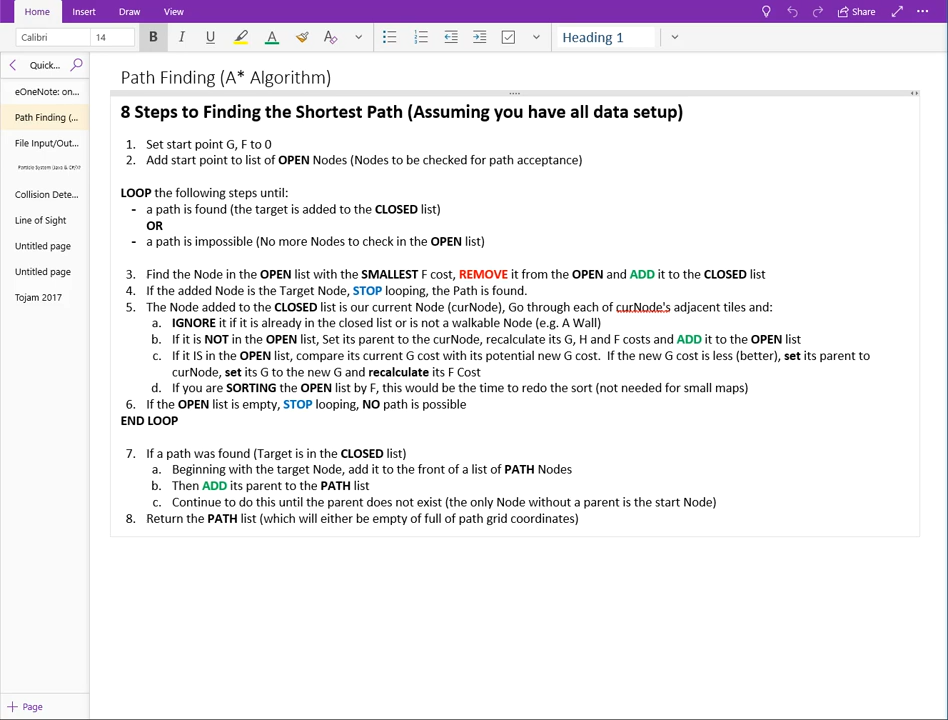 Home Insert Draw View Share
Calibri 14 B I U A A Heading 1
Quick...
eOneNote: on...
Path Finding (...
File Input/Out...
Collision Dete...
Line of Sight
Untitled page
Untitled page
Tojam 2017
Page
Path Finding (A* Algorithm)
8 Steps to Finding the Shortest Path (Assuming you have all data setup)
1. Set start point G, F to 0
2. Add start point to list of OPEN Nodes (Nodes to be checked for path acceptance)
LOOP the following steps until:
- a path is found (the target is added to the CLOSED list)
OR
- a path is impossible (No more Nodes to check in the OPEN list)
3. Find the Node in the OPEN list with the SMALLEST F cost, REMOVE it from the OPEN and ADD it to the CLOSED list
4. If the added Node is the Target Node, STOP looping, the Path is found.
5. The Node added to the CLOSED list is our current Node (curNode), Go through each of curNode's adjacent tiles and:
a. IGNORE it if it is already in the closed list or is not a walkable Node (e.g. A Wall)
b. If it is NOT in the OPEN list, Set its parent to the curNode, recalculate its G, H and F costs and ADD it to the OPEN list
c. If it IS in the OPEN list, compare its current G cost with its potential new G cost. If the new G cost is less (better), set its parent to
curNode, set its G to the new G and recalculate its F Cost
d. If you are SORTING the OPEN list by F, this would be the time to redo the sort (not needed for small maps)
6. If the OPEN list is empty, STOP looping, NO path is possible
END LOOP
7. If a path was found (Target is in the CLOSED list)
a. Beginning with the target Node, add it to the front of a list of PATH Nodes
b. Then ADD its parent to the PATH list
c. Continue to do this until the parent does not exist (the only Node without a parent is the start Node)
8. Return the PATH list (which will either be empty of full of path grid coordinates)